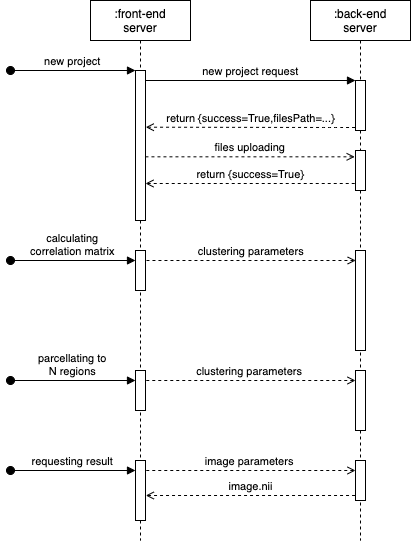 :front-end
server
:back-end
server
new project
new project request
return {success=True,filesPath=...}
files uploading
return {success=True}
calculating
correlation matrix
clustering parameters
parcellating to
N regions
clustering parameters
requesting result
image parameters
image.nii